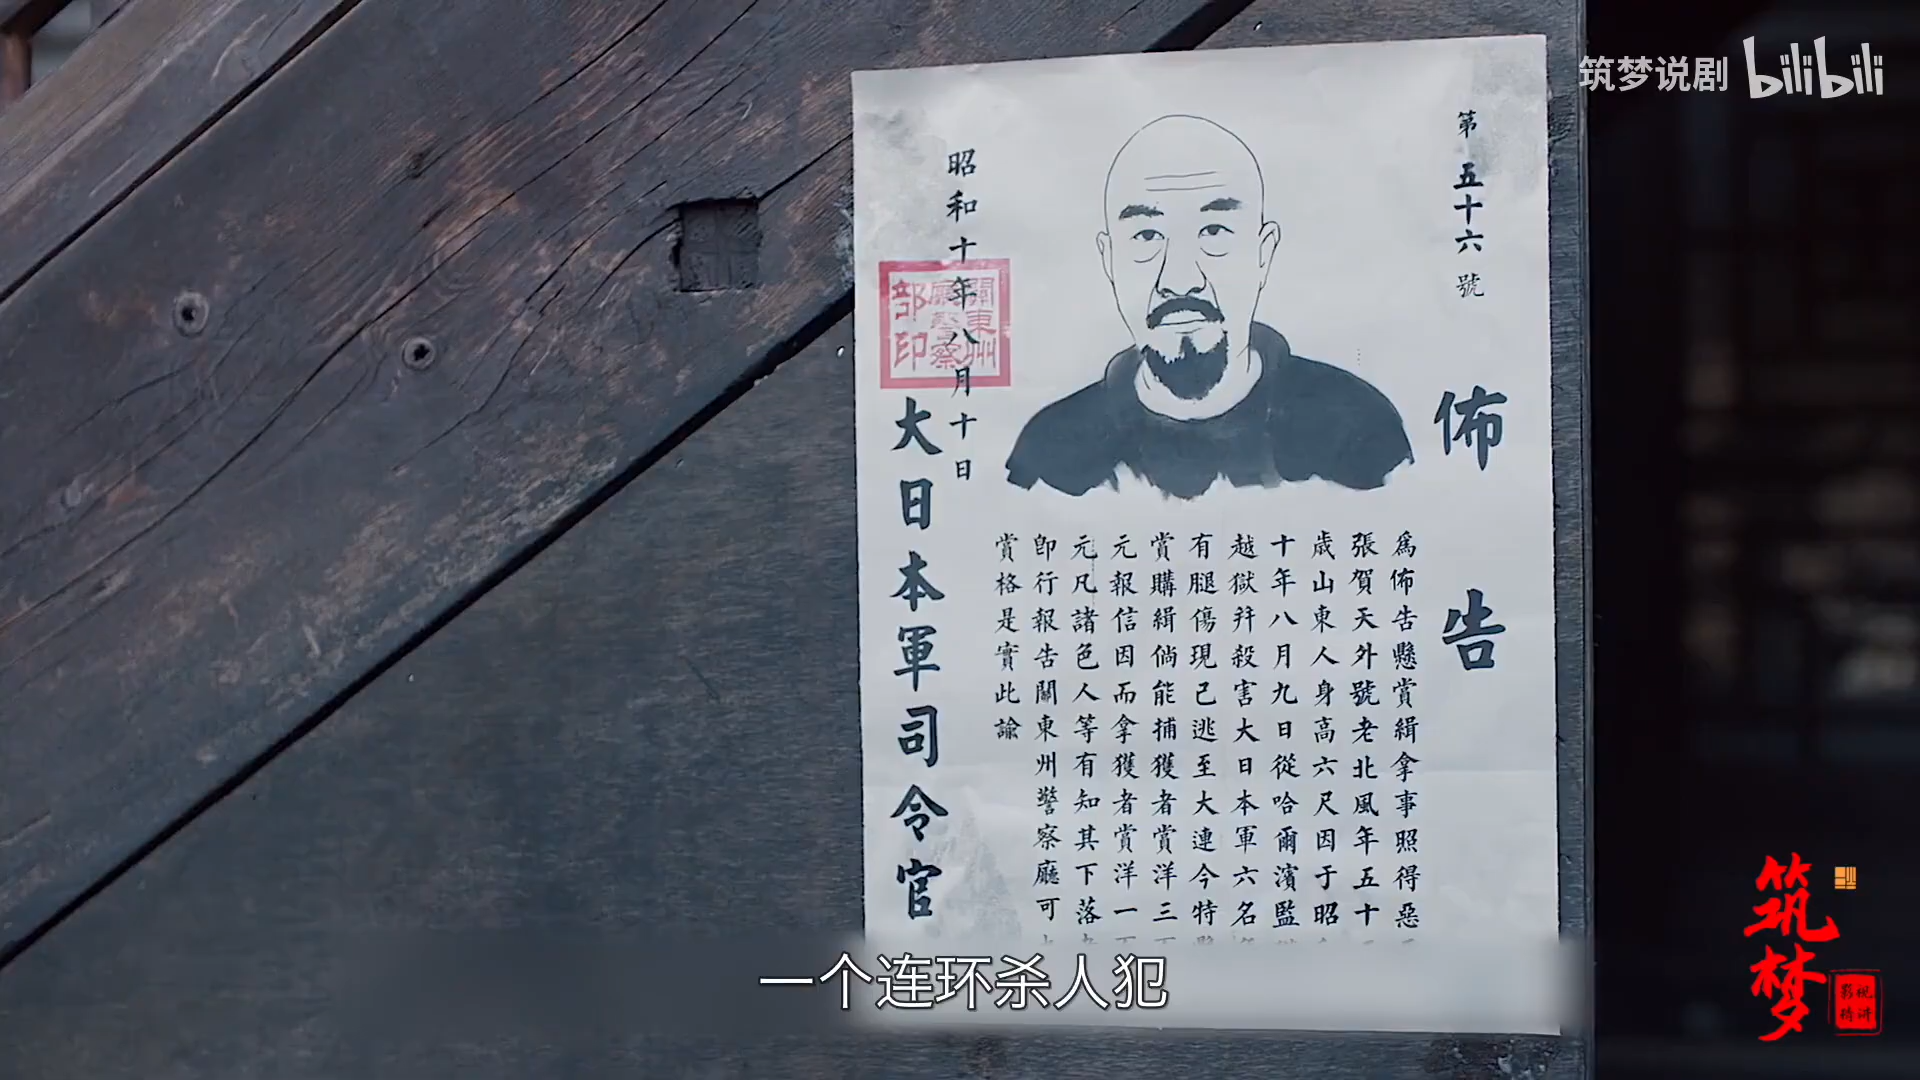 筑梦说剧 bilibili
第五十六號
佈告
為佈告懸賞緝拿事照得惡
張賀天外號老北風年五十
歲山東人身高六尺因于昭
十年八月九日從哈爾濱監
越獄幷殺害大日本軍六名
有腿傷現已逃至大連今特
賞購緝倘能捕獲者賞洋三
元報信因而拿獲者賞洋一
元凡諸色人等有知其下落
即行報告關東州警察廳可
賞格是實此諭
昭和十年八月十日
關東州廳警察部印
大日本軍司令官
一个连环杀人犯
筑梦
影视精讲